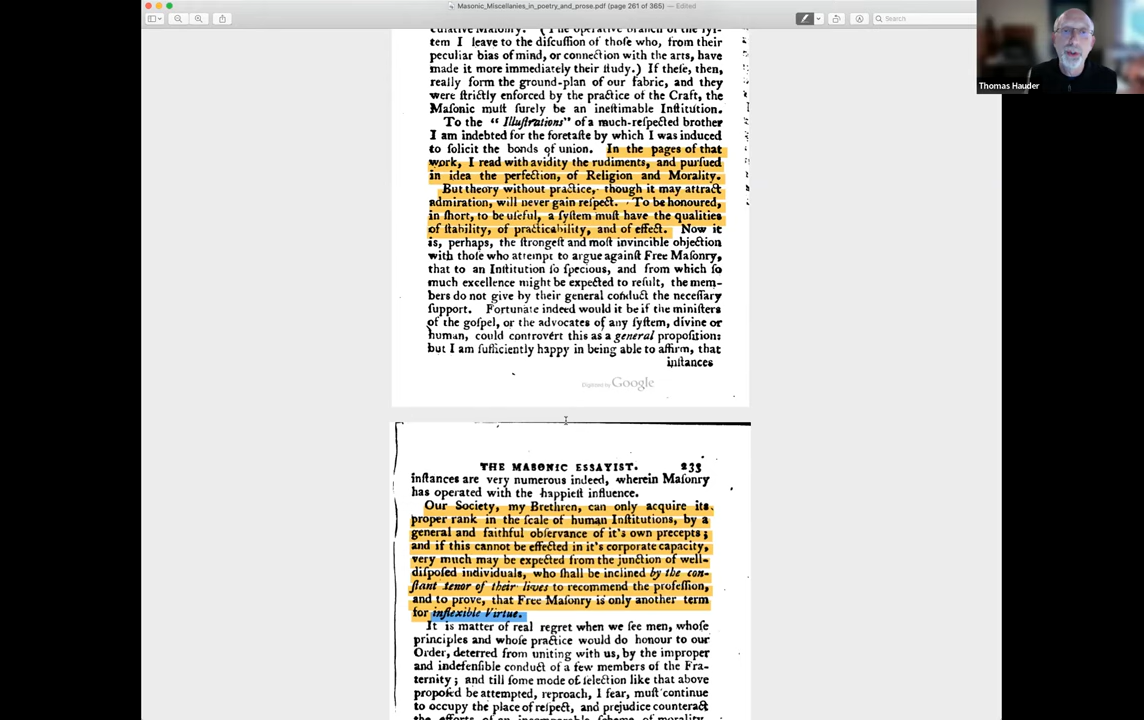 Masonic_Miscellanies_in_poetry_and_prose.pdf (page 261 of 365) — Edited
Search
Thomas Hauder
culative Maſonry. (The operative branch of the ſyſ-
tem I leave to the diſcuſſion of thoſe who, from their
peculiar bias of mind, or connection with the arts, have
made it more immediately their ſtudy.) If theſe, then,
really form the ground-plan of our fabric, and they
were ſtrictly enforced by the practice of the Craft, the
Maſonic muſt ſurely be an ineſtimable Inſtitution.
To the "Illuſtrations" of a much-reſpected brother
I am indebted for the foretaſte by which I was induced
to ſolicit the bonds of union. In the pages of that
work, I read with avidity the rudiments, and purſued
in idea the perfection, of Religion and Morality.
But theory without practice, though it may attract
admiration, will never gain reſpect. To be honoured,
in ſhort, to be uſeful, a ſyſtem muſt have the qualities
of ſtability, of practicability, and of effect. Now it
is, perhaps, the ſtrongeſt and moſt invincible objection
with thoſe who attempt to argue againſt Free Maſonry,
that to an Inſtitution ſo ſpecious, and from which ſo
much excellence might be expected to reſult, the mem-
bers do not give by their general conduct the neceſſary
ſupport. Fortunate indeed would it be if the miniſters
of the goſpel, or the advocates of any ſyſtem, divine or
human, could controvert this as a general propoſition:
but I am ſufficiently happy in being able to affirm, that
inſtances
Digitized by Google
THE MASONIC ESSAYIST. 233
inſtances are very numerous indeed, wherein Maſonry
has operated with the happieſt influence.
Our Society, my Brethren, can only acquire its
proper rank in the ſcale of human Inſtitutions, by a
general and faithful obſervance of it's own precepts;
and if this cannot be effected in it's corporate capacity,
very much may be expected from the junction of well-
diſpoſed individuals, who ſhall be inclined by the con-
ſtant tenor of their lives to recommend the profeſſion,
and to prove, that Free Maſonry is only another term
for inflexible Virtue.
It is matter of real regret when we ſee men, whoſe
principles and whoſe practice would do honour to our
Order, deterred from uniting with us, by the improper
and indefenſible conduct of a few members of the Fra-
ternity; and till ſome mode of ſelection like that above
propoſed be attempted, reproach, I fear, muſt continue
to occupy the place of reſpect, and prejudice counteract
the efforts of an incomparable ſcheme of morality